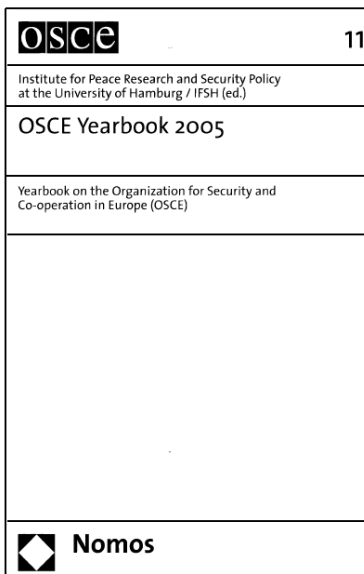 osce
11
Institute for Peace Research and Security Policy
at the University of Hamburg / IFSH (ed.)
OSCE Yearbook 2005
Yearbook on the Organization for Security and
Co-operation in Europe (OSCE)
Nomos